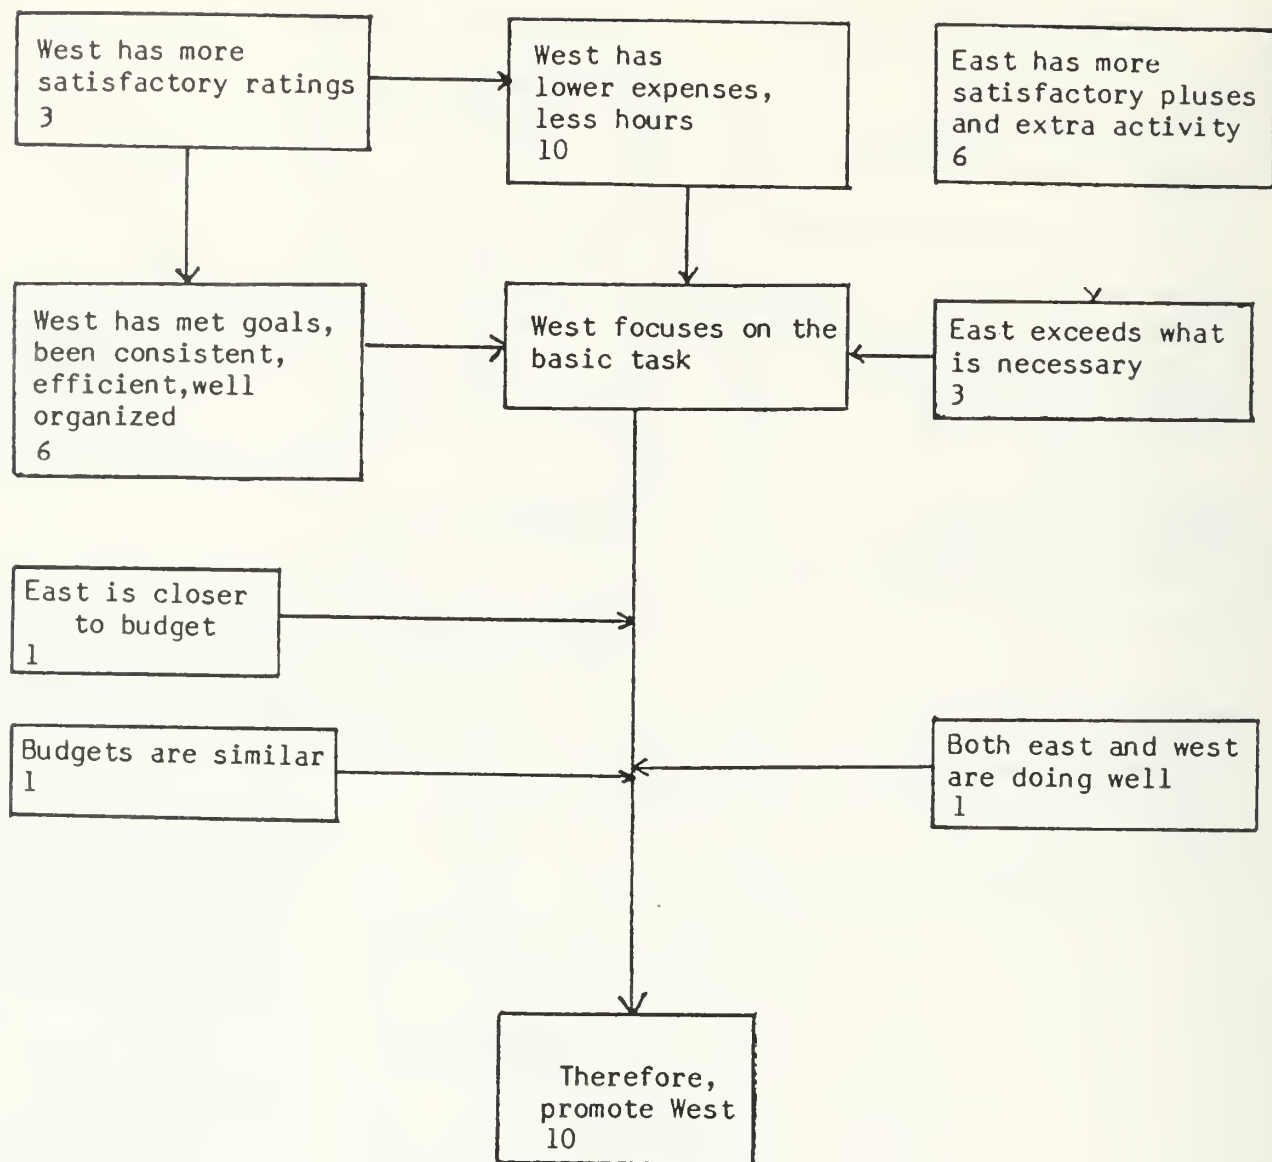 West has more
satisfactory ratings
3
West has
lower expenses,
less hours
10
East has more
satisfactory pluses
and extra activity
6
West has met goals,
been consistent,
efficient,well
organized
6
West focuses on the
basic task
East exceeds what
is necessary
3
East is closer
to budget
1
Budgets are similar
1
Both east and west
are doing well
1
Therefore,
promote West
10